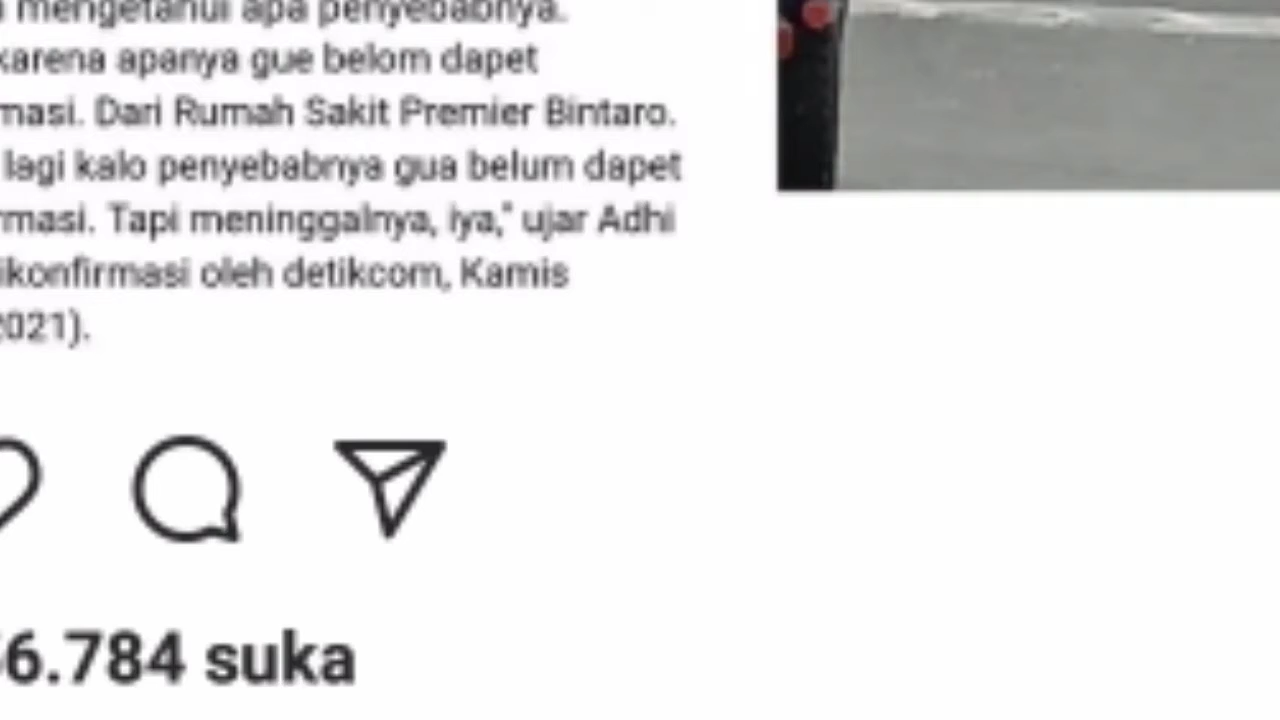 mengetahui apa penyebabnya.
karena apanya gue belom dapet
masi. Dari Rumah Sakit Premier Bintaro.
lagi kalo penyebabnya gua belum dapet
rmasi. Tapi meninggalnya, iya," ujar Adhi
ikonfirmasi oleh detikcom, Kamis
2021).
6.784 suka